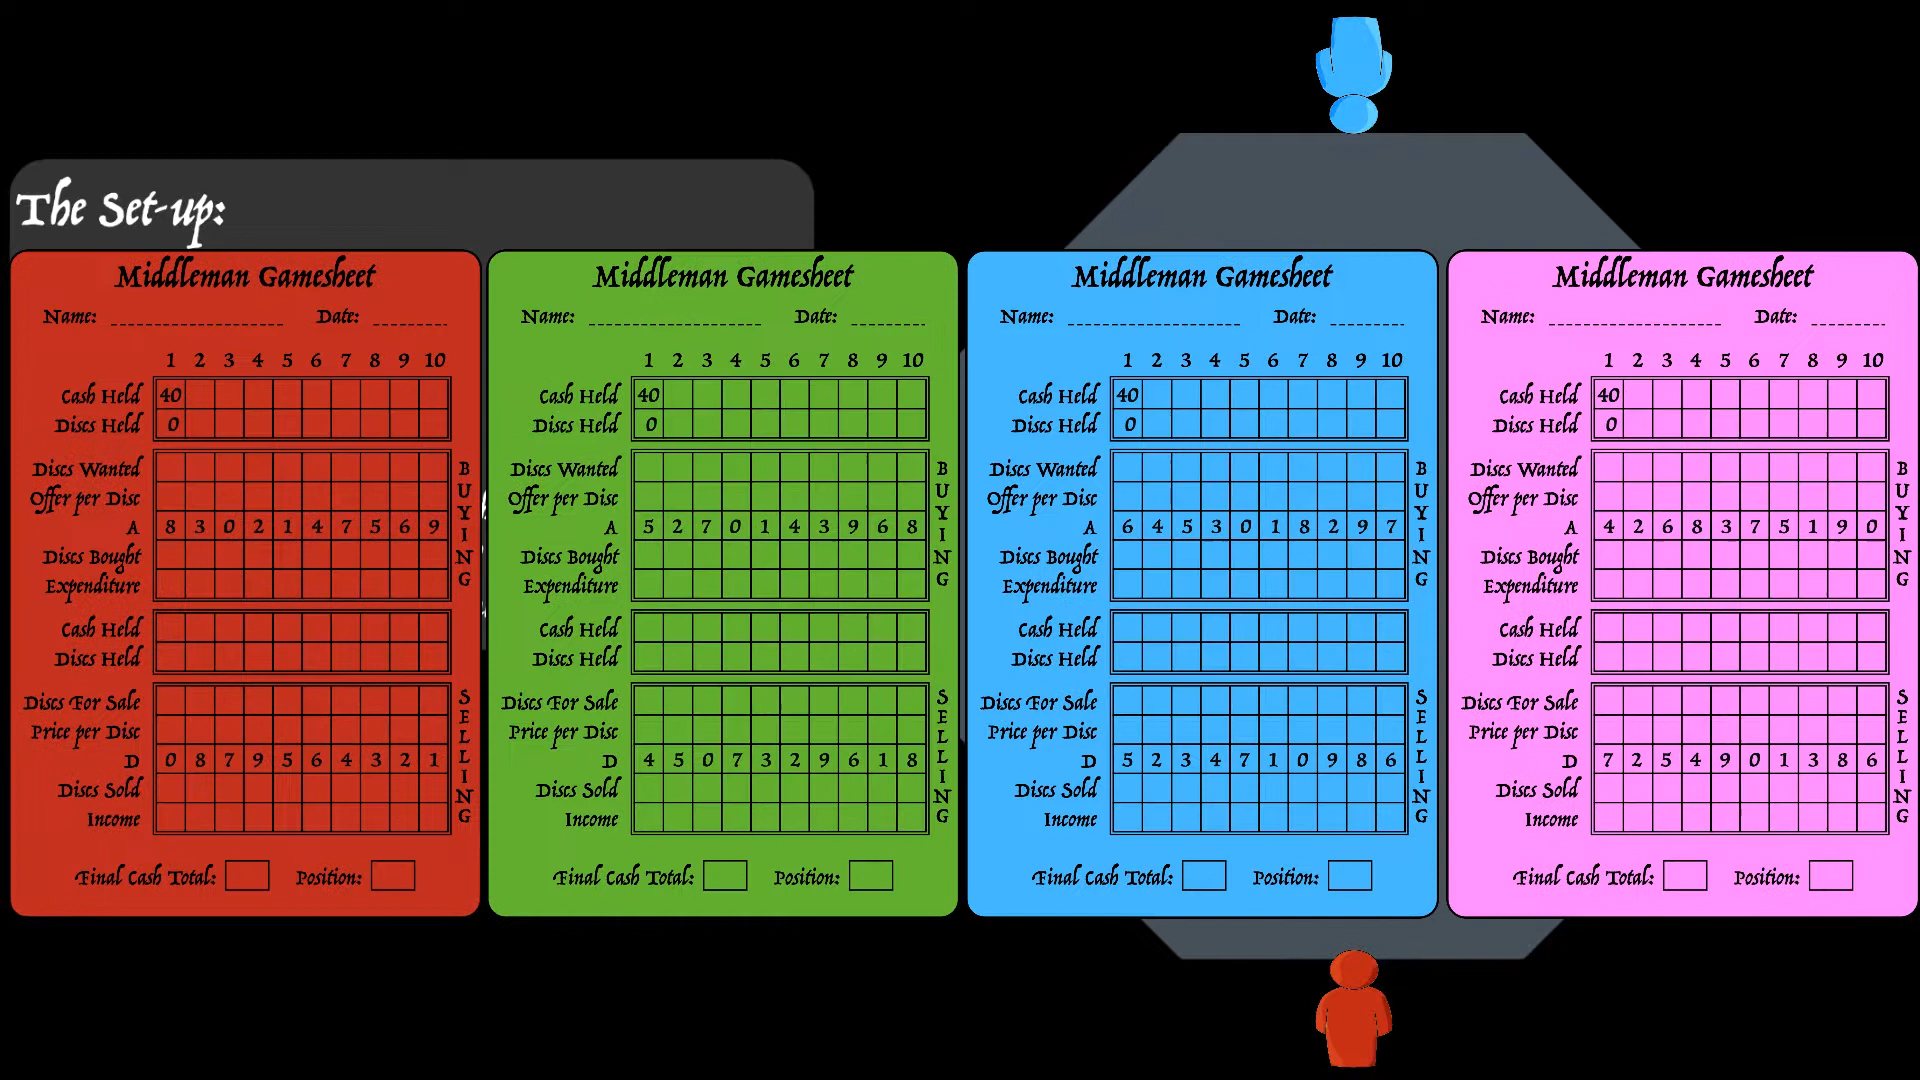 The Set-up:
Middleman Gamesheet
Name: Date:
1 2 3 4 5 6 7 8 9 10
Cash Held 40
Discs Held 0
Discs Wanted
Offer per Disc
A 8 3 0 2 1 4 7 5 6 9
Discs Bought
Expenditure
BUYING
Cash Held
Discs Held
Discs For Sale
Price per Disc
D 0 8 7 9 5 6 4 3 2 1
Discs Sold
Income
SELLING
Final Cash Total: Position:
Middleman Gamesheet
Name: Date:
1 2 3 4 5 6 7 8 9 10
Cash Held 40
Discs Held 0
Discs Wanted
Offer per Disc
A 5 2 7 0 1 4 3 9 6 8
Discs Bought
Expenditure
BUYING
Cash Held
Discs Held
Discs For Sale
Price per Disc
D 4 5 0 7 3 2 9 6 1 8
Discs Sold
Income
SELLING
Final Cash Total: Position:
Middleman Gamesheet
Name: Date:
1 2 3 4 5 6 7 8 9 10
Cash Held 40
Discs Held 0
Discs Wanted
Offer per Disc
A 6 4 5 3 0 1 8 2 9 7
Discs Bought
Expenditure
BUYING
Cash Held
Discs Held
Discs For Sale
Price per Disc
D 5 2 3 4 7 1 0 9 8 6
Discs Sold
Income
SELLING
Final Cash Total: Position:
Middleman Gamesheet
Name: Date:
1 2 3 4 5 6 7 8 9 10
Cash Held 40
Discs Held 0
Discs Wanted
Offer per Disc
A 4 2 6 8 3 7 5 1 9 0
Discs Bought
Expenditure
BUYING
Cash Held
Discs Held
Discs For Sale
Price per Disc
D 7 2 5 4 9 0 1 3 8 6
Discs Sold
Income
SELLING
Final Cash Total: Position: